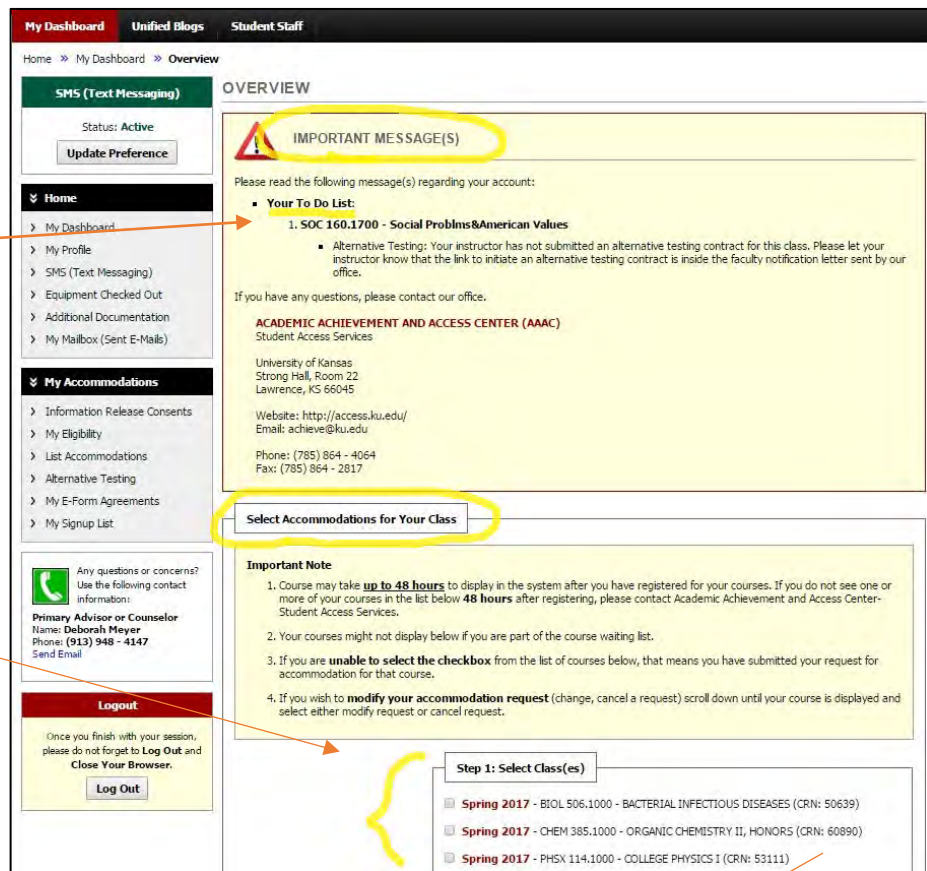 My Dashboard Unified Blogs Student Staff
Home » My Dashboard » Overview
SMS (Text Messaging)
Status: Active
Update Preference
Home
My Dashboard
My Profile
SMS (Text Messaging)
Equipment Checked Out
Additional Documentation
My Mailbox (Sent E-Mails)
My Accommodations
Information Release Consents
My Eligibility
List Accommodations
Alternative Testing
My E-Form Agreements
My Signup List
Any questions or concerns?
Use the following contact
information:
Primary Advisor or Counselor
Name: Deborah Meyer
Phone: (913) 948 - 4147
Send Email
Logout
Once you finish with your session,
please do not forget to Log Out and
Close Your Browser.
Log Out
OVERVIEW
IMPORTANT MESSAGE(S)
Please read the following message(s) regarding your account:
Your To Do List:
1. SOC 160.1700 - Social Problms&American Values
Alternative Testing: Your instructor has not submitted an alternative testing contract for this class. Please let your
instructor know that the link to initiate an alternative testing contract is inside the faculty notification letter sent by our
office.
If you have any questions, please contact our office.
ACADEMIC ACHIEVEMENT AND ACCESS CENTER (AAAC)
Student Access Services
University of Kansas
Strong Hall, Room 22
Lawrence, KS 66045
Website: http://access.ku.edu/
Email: achieve@ku.edu
Phone: (785) 864 - 4064
Fax: (785) 864 - 2817
Select Accommodations for Your Class
Important Note
1. Course may take up to 48 hours to display in the system after you have registered for your courses. If you do not see one or
more of your courses in the list below 48 hours after registering, please contact Academic Achievement and Access Center-
Student Access Services.
2. Your courses might not display below if you are part of the course waiting list.
3. If you are unable to select the checkbox from the list of courses below, that means you have submitted your request for
accommodation for that course.
4. If you wish to modify your accommodation request (change, cancel a request) scroll down until your course is displayed and
select either modify request or cancel request.
Step 1: Select Class(es)
Spring 2017 - BIOL 506.1000 - BACTERIAL INFECTIOUS DISEASES (CRN: 50639)
Spring 2017 - CHEM 385.1000 - ORGANIC CHEMISTRY II, HONORS (CRN: 60890)
Spring 2017 - PHSX 114.1000 - COLLEGE PHYSICS I (CRN: 53111)